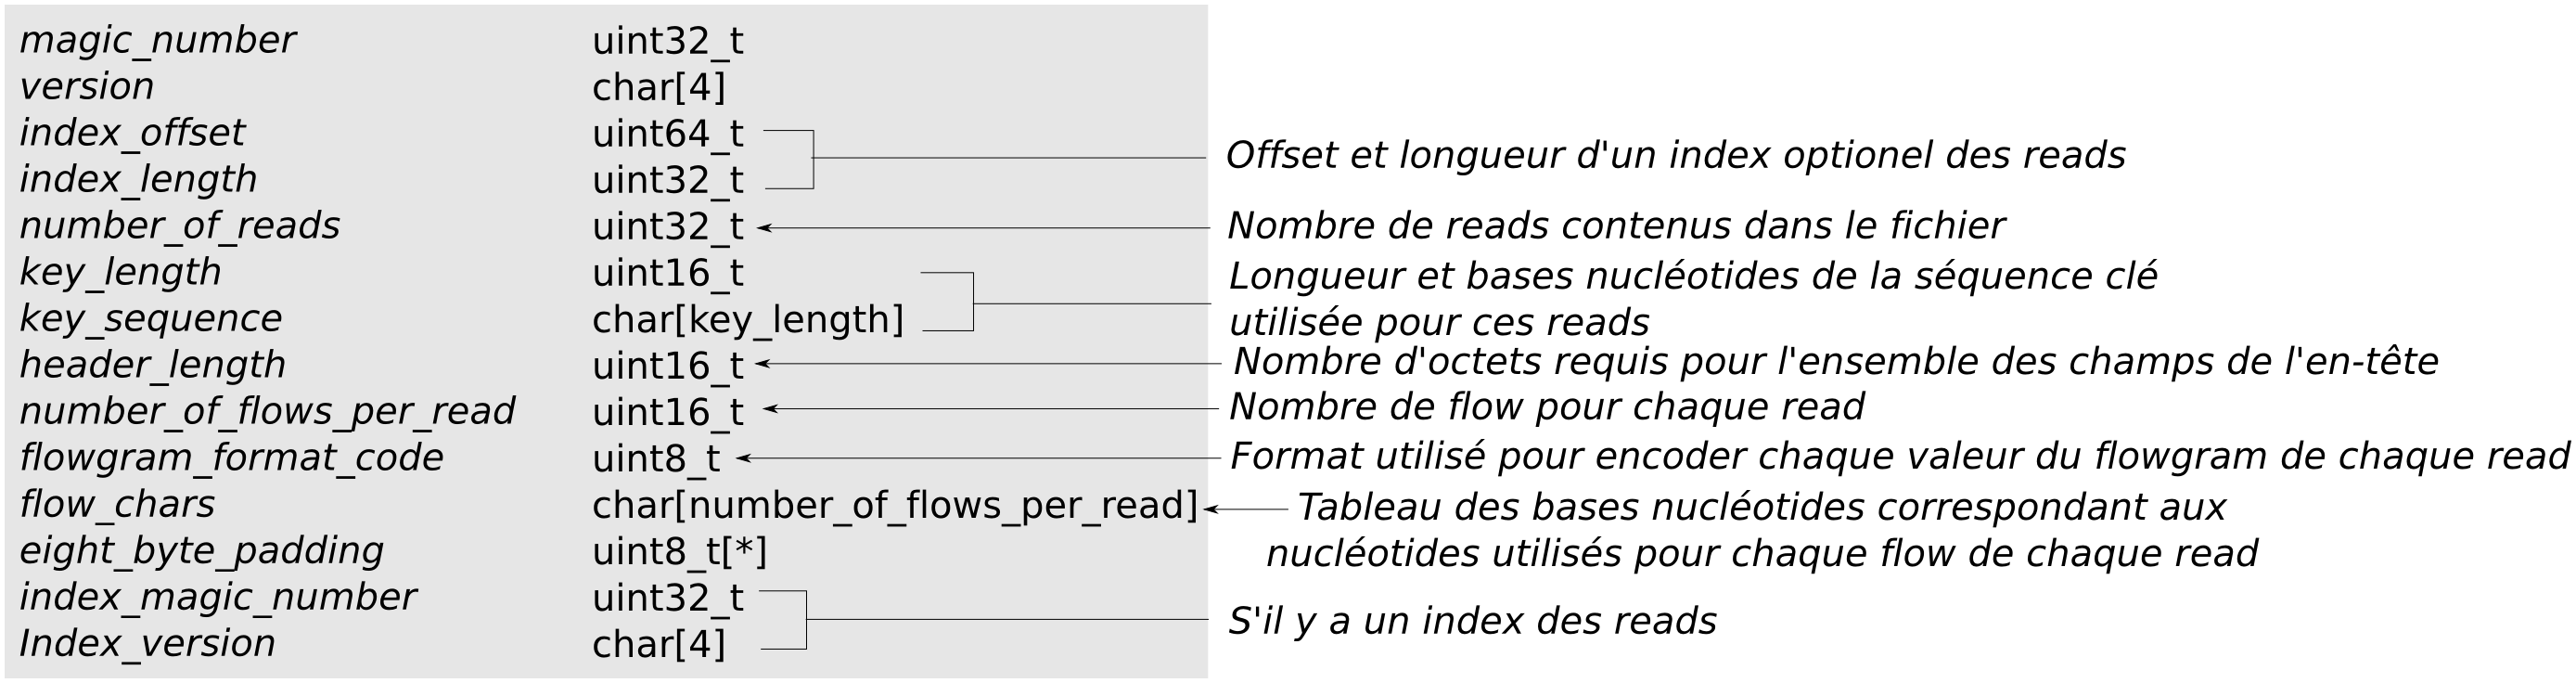 magic_number uint32_t
version char[4]
index_offset uint64_t
Offset et longueur d'un index optionel des reads
index_length uint32_t
number_of_reads uint32_t Nombre de reads contenus dans le fichier
key_length uint16_t Longueur et bases nucléotides de la séquence clé
key_sequence char[key_length] utilisée pour ces reads
header_length uint16_t Nombre d'octets requis pour l'ensemble des champs de l'en-tête
number_of_flows_per_read uint16_t Nombre de flow pour chaque read
flowgram_format_code uint8_t Format utilisé pour encoder chaque valeur du flowgram de chaque read
flow_chars char[number_of_flows_per_read] Tableau des bases nucléotides correspondant aux
eight_byte_padding uint8_t[*] nucléotides utilisés pour chaque flow de chaque read
index_magic_number uint32_t
S'il y a un index des reads
Index_version char[4]